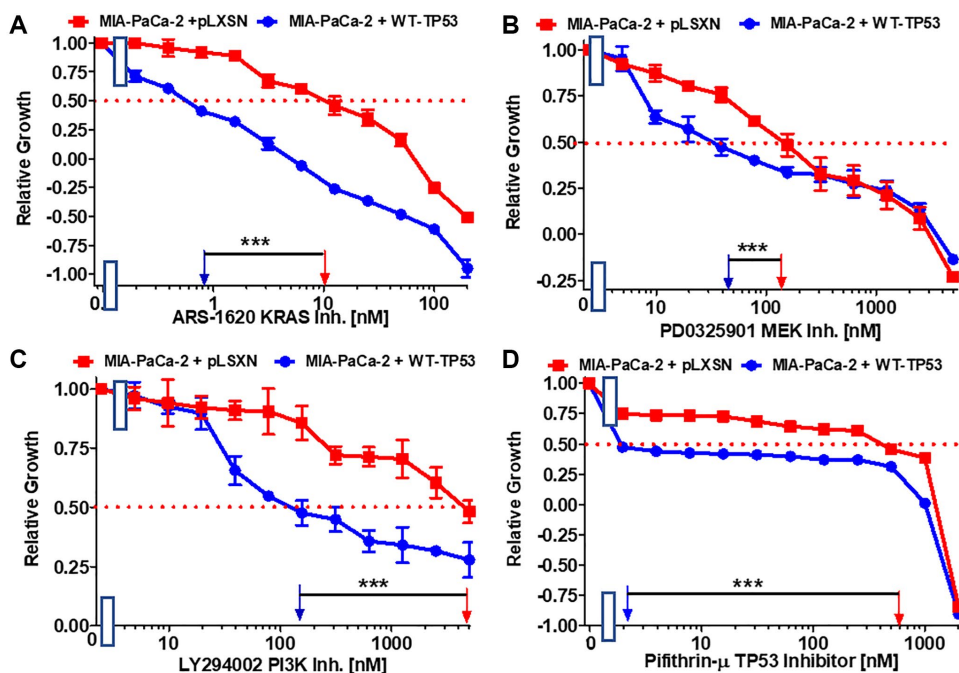 A
MIA-PaCa-2 +pLXSN
MIA-PaCa-2 + WT-TP53
Relative Growth
1.00
0.75
0.50
0.25
0.00
-0.25
-0.50
-0.75
-1.00
***
0 1 10 100
ARS-1620 KRAS Inh. [nM]
B
MIA-PaCa-2 + pLSXN
MIA-PaCa-2 + WT-TP53
Relative Growth
1.00
0.75
0.50
0.25
0.00
-0.25
***
0 10 100 1000
PD0325901 MEK Inh. [nM]
C
MIA-PaCa-2 + pLSXN
MIA-PaCa-2 + WT-TP53
Relative Growth
1.00
0.75
0.50
0.25
0.00
***
0 10 100 1000
LY294002 PI3K Inh. [nM]
D
MIA-PaCa-2 + pLXSN
MIA-PaCa-2 + WT-TP53
Relative Growth
1.00
0.75
0.50
0.25
0.00
-0.25
-0.50
-0.75
-1.00
***
0 10 100 1000
Pifithrin-μ TP53 Inhibitor [nM]